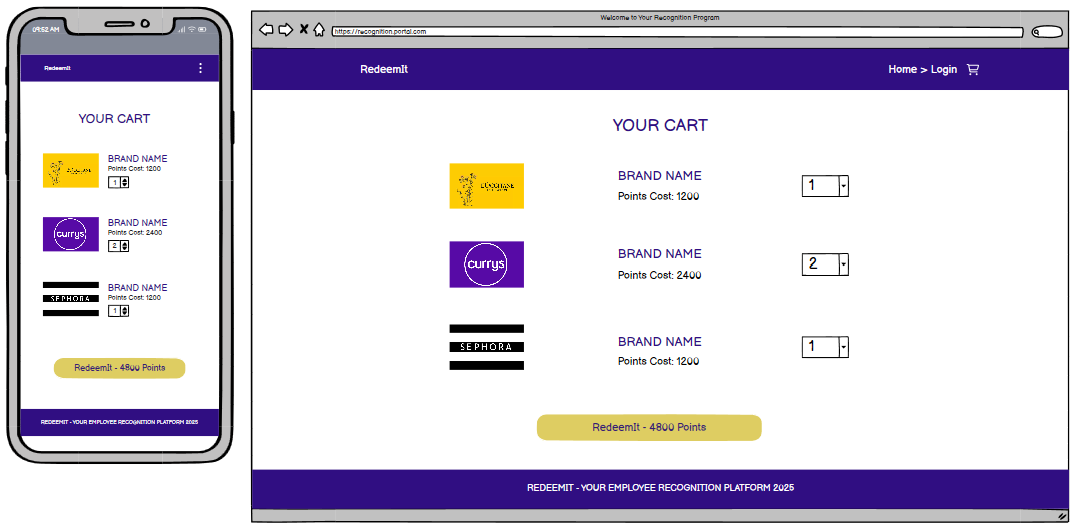 09:52 AM
RedeemIt
YOUR CART
L'OCCITANE
BRAND NAME
Points Cost: 1200
1
currys
BRAND NAME
Points Cost: 2400
2
SEPHORA
BRAND NAME
Points Cost: 1200
1
RedeemIt - 4800 Points
REDEEMIT - YOUR EMPLOYEE RECOGNITION PLATFORM 2025
Welcome to Your Recognition Program
https://recognition.portal.com
RedeemIt
Home > Login
YOUR CART
L'OCCITANE
BRAND NAME
Points Cost: 1200
1
currys
BRAND NAME
Points Cost: 2400
2
SEPHORA
BRAND NAME
Points Cost: 1200
1
RedeemIt - 4800 Points
REDEEMIT - YOUR EMPLOYEE RECOGNITION PLATFORM 2025